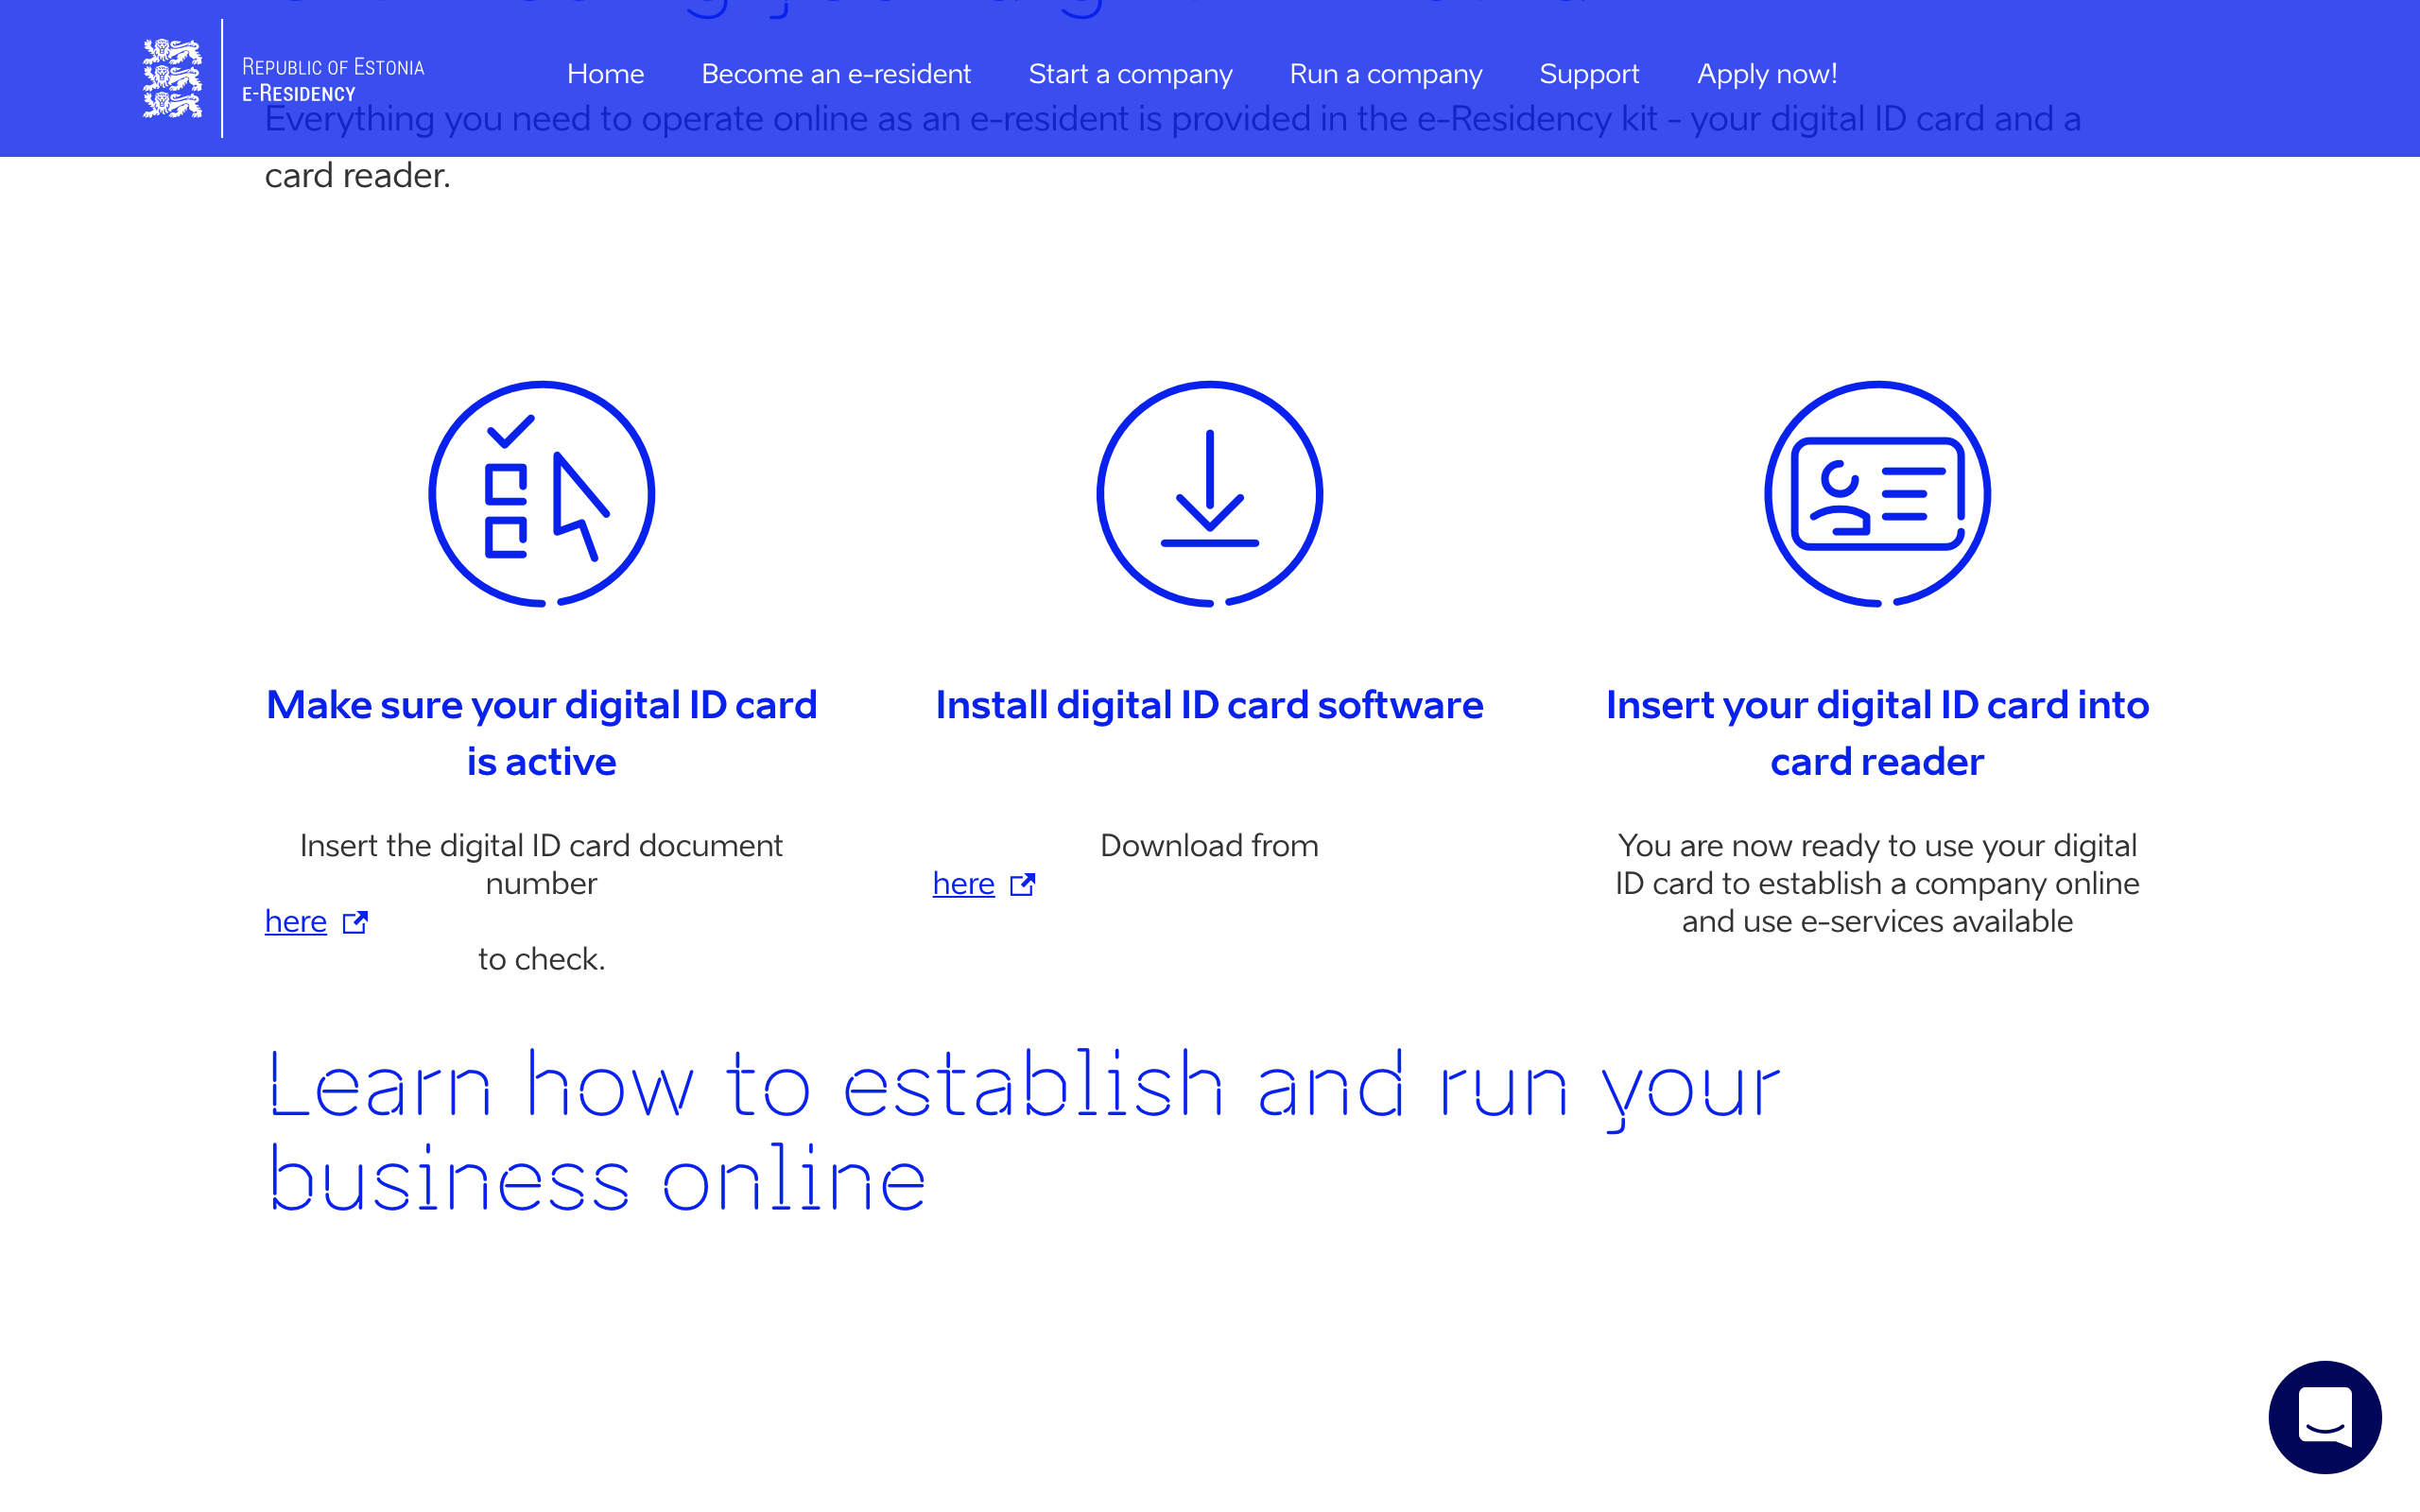 REPUBLIC OF ESTONIA
E-RESIDENCY
Home
Become an e-resident
Start a company
Run a company
Support
Apply now!
Everything you need to operate online as an e-resident is provided in the e-Residency kit - your digital ID card and a
card reader.
Make sure your digital ID card
is active
Insert the digital ID card document
number
here
to check.
Install digital ID card software
Download from
here
Insert your digital ID card into
card reader
You are now ready to use your digital
ID card to establish a company online
and use e-services available
Learn how to establish and run your
business online